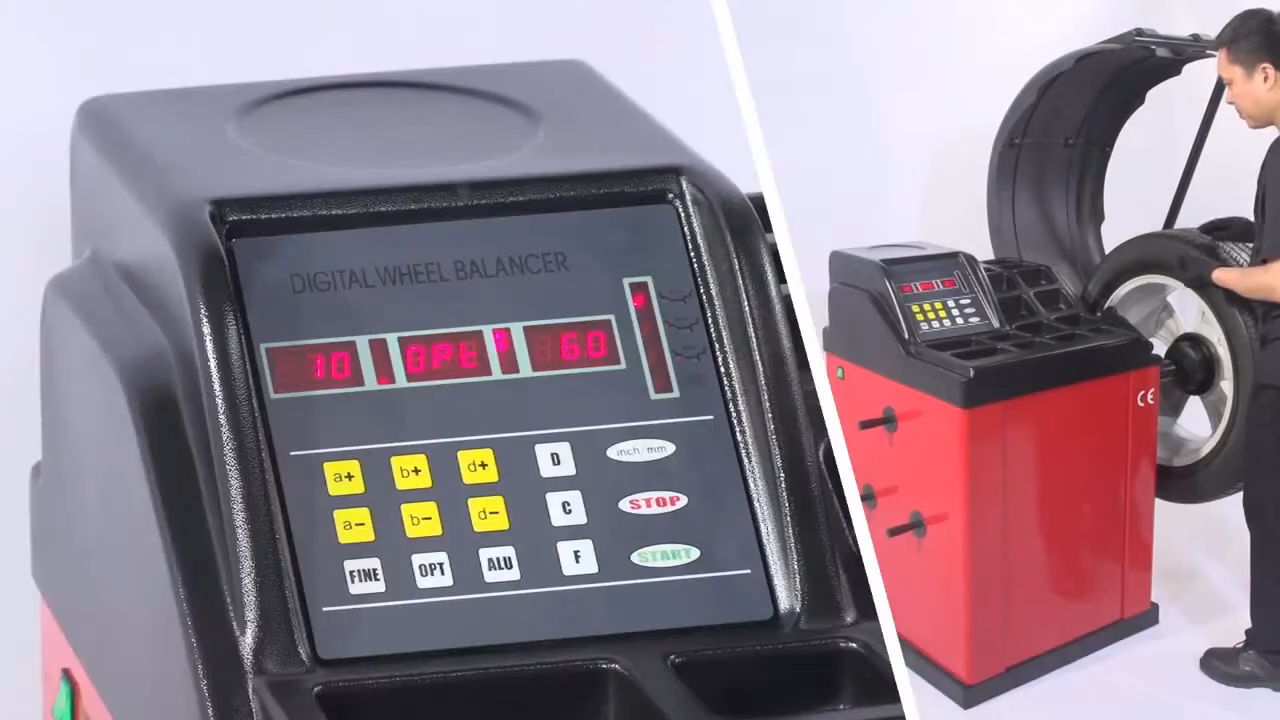 DIGITAL WHEEL BALANCER
10 OPt 60
a+ b+ d+ D inch/mm
a- b- d- C STOP
FINE OPT ALU F START
CE